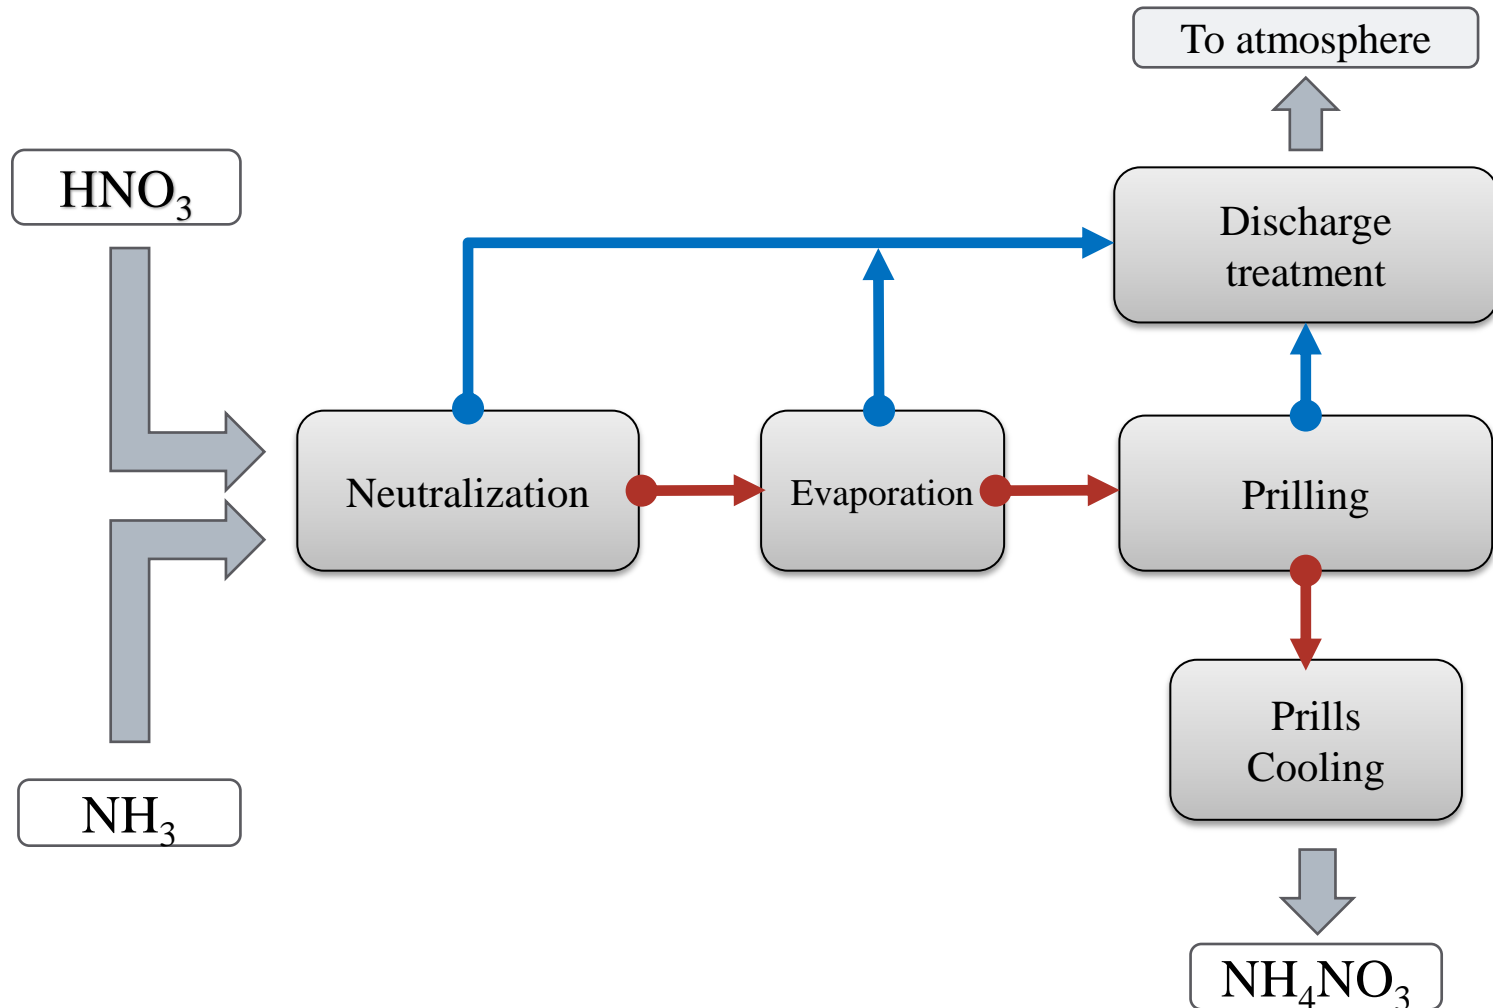 To atmosphere
HNO₃
Discharge
treatment
Neutralization
Evaporation
Prilling
Prills
Cooling
NH₃
NH₄NO₃